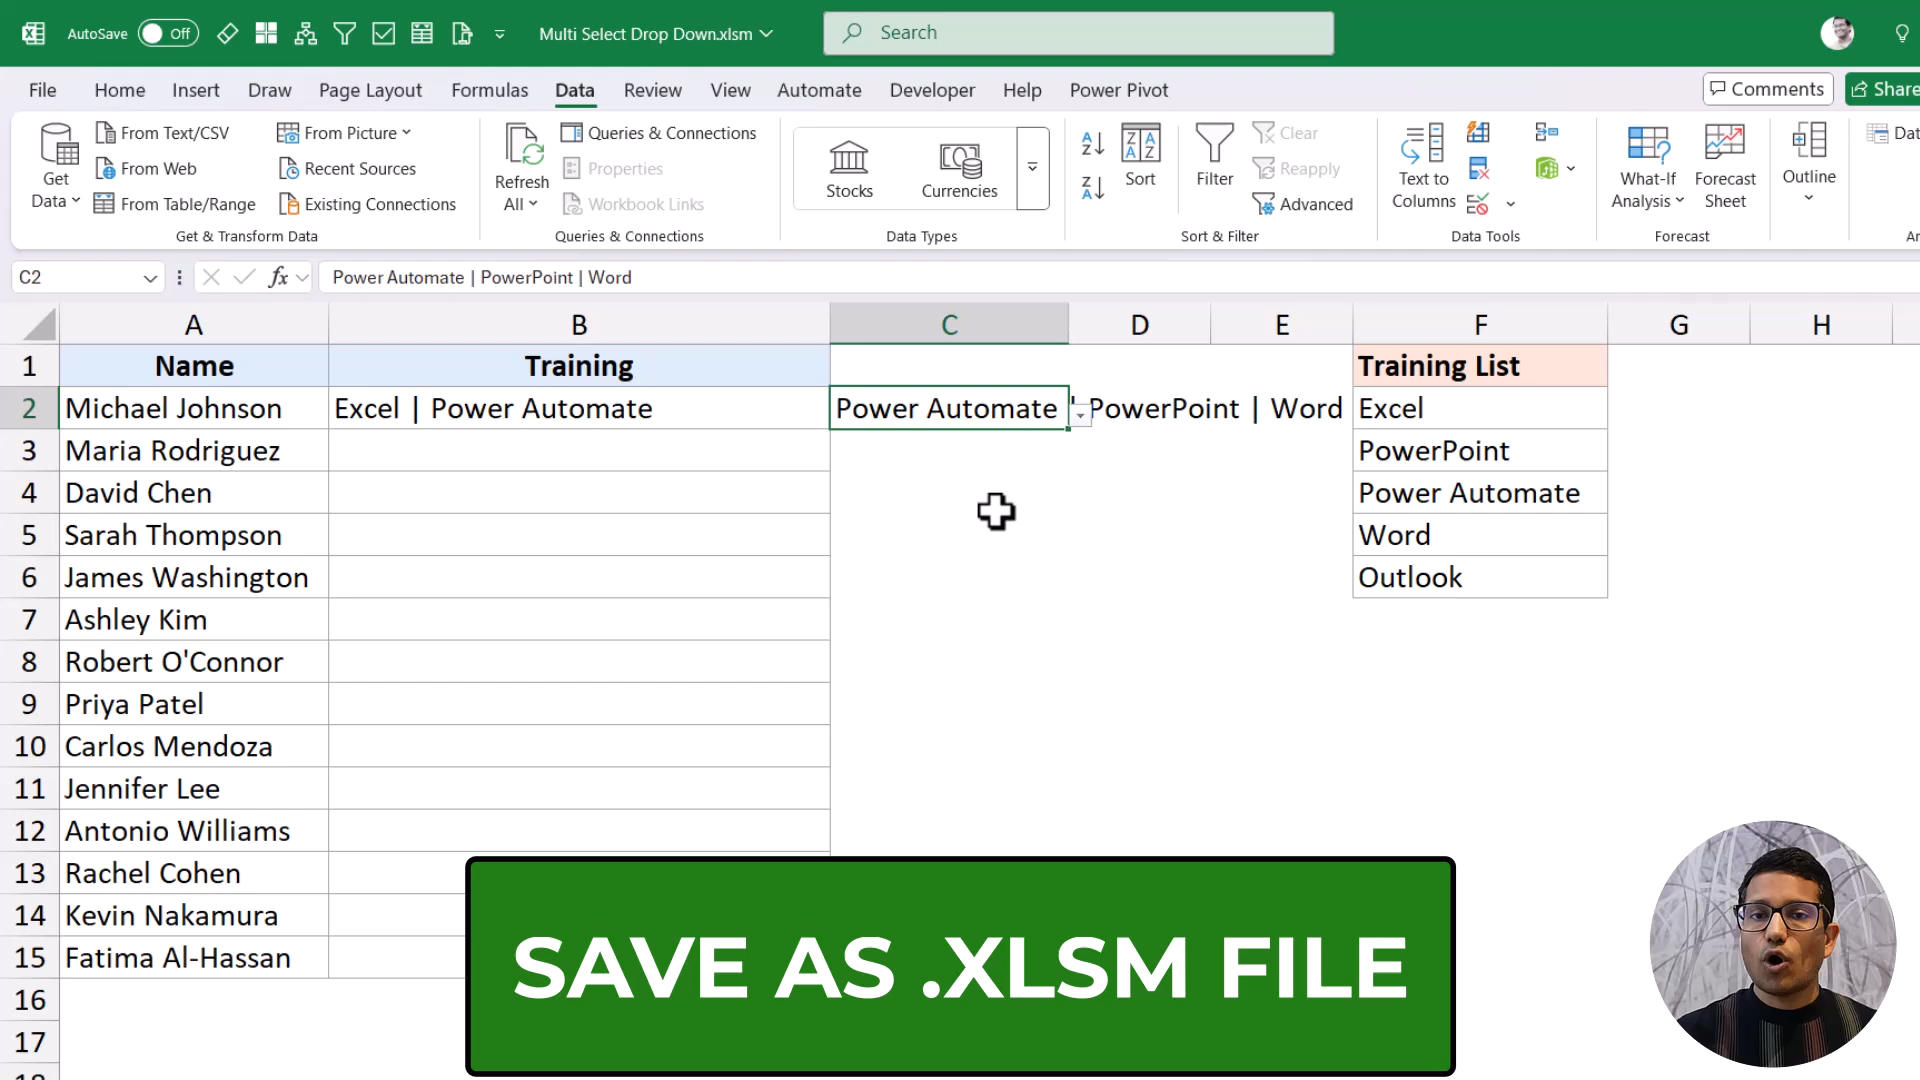 AutoSave Off Multi Select Drop Down.xlsm Search
File Home Insert Draw Page Layout Formulas Data Review View Automate Developer Help Power Pivot Comments Share
Get Data
From Text/CSV
From Web
From Table/Range
From Picture
Recent Sources
Existing Connections
Get & Transform Data
Refresh All
Queries & Connections
Properties
Workbook Links
Queries & Connections
Stocks
Currencies
Data Types
Sort
Filter
Clear
Reapply
Advanced
Sort & Filter
Text to Columns
Data Tools
What-If Analysis
Forecast Sheet
Forecast
Outline
C2 fx Power Automate | PowerPoint | Word
A B C D E F G H
1 Name Training Training List
2 Michael Johnson Excel | Power Automate Power Automate | PowerPoint | Word Excel
3 Maria Rodriguez PowerPoint
4 David Chen Power Automate
5 Sarah Thompson Word
6 James Washington Outlook
7 Ashley Kim
8 Robert O'Connor
9 Priya Patel
10 Carlos Mendoza
11 Jennifer Lee
12 Antonio Williams
13 Rachel Cohen
14 Kevin Nakamura
15 Fatima Al-Hassan
16
17
SAVE AS .XLSM FILE